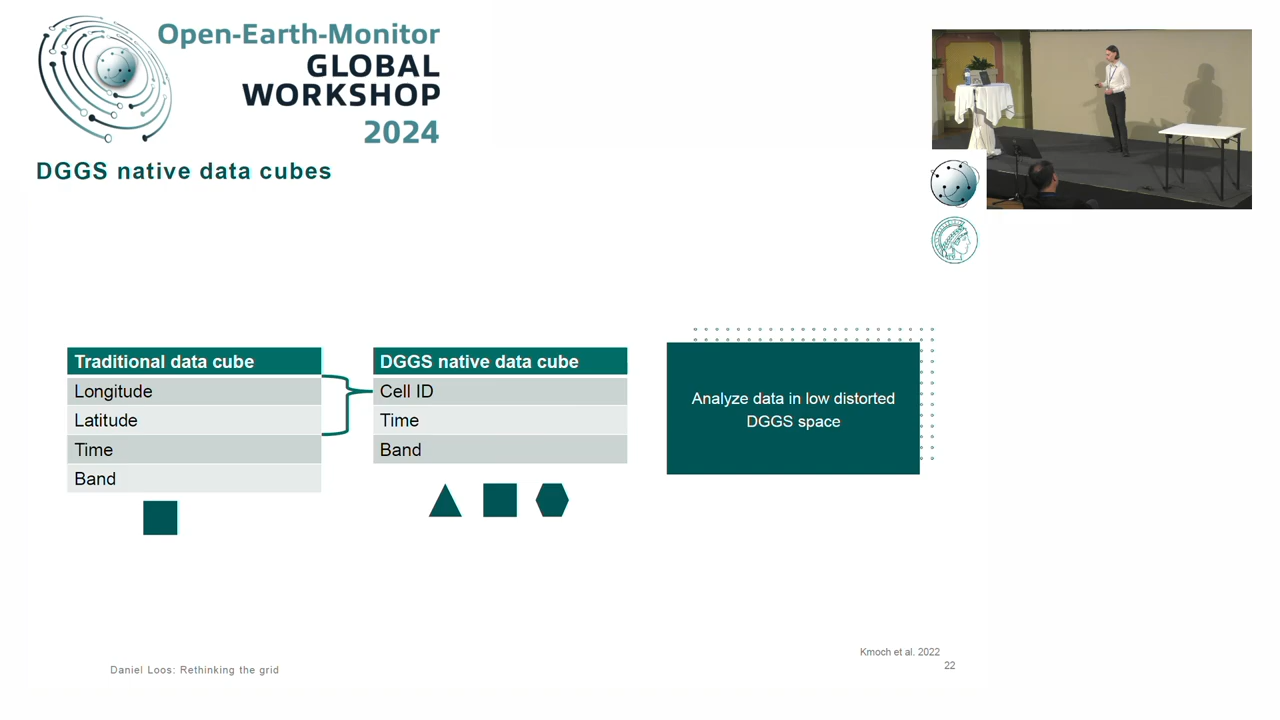 Open-Earth-Monitor
GLOBAL
WORKSHOP
2024
DGGS native data cubes
Traditional data cube
Longitude
Latitude
Time
Band
DGGS native data cube
Cell ID
Time
Band
Analyze data in low distorted
DGGS space
Kmoch et al. 2022
Daniel Loos: Rethinking the grid
22